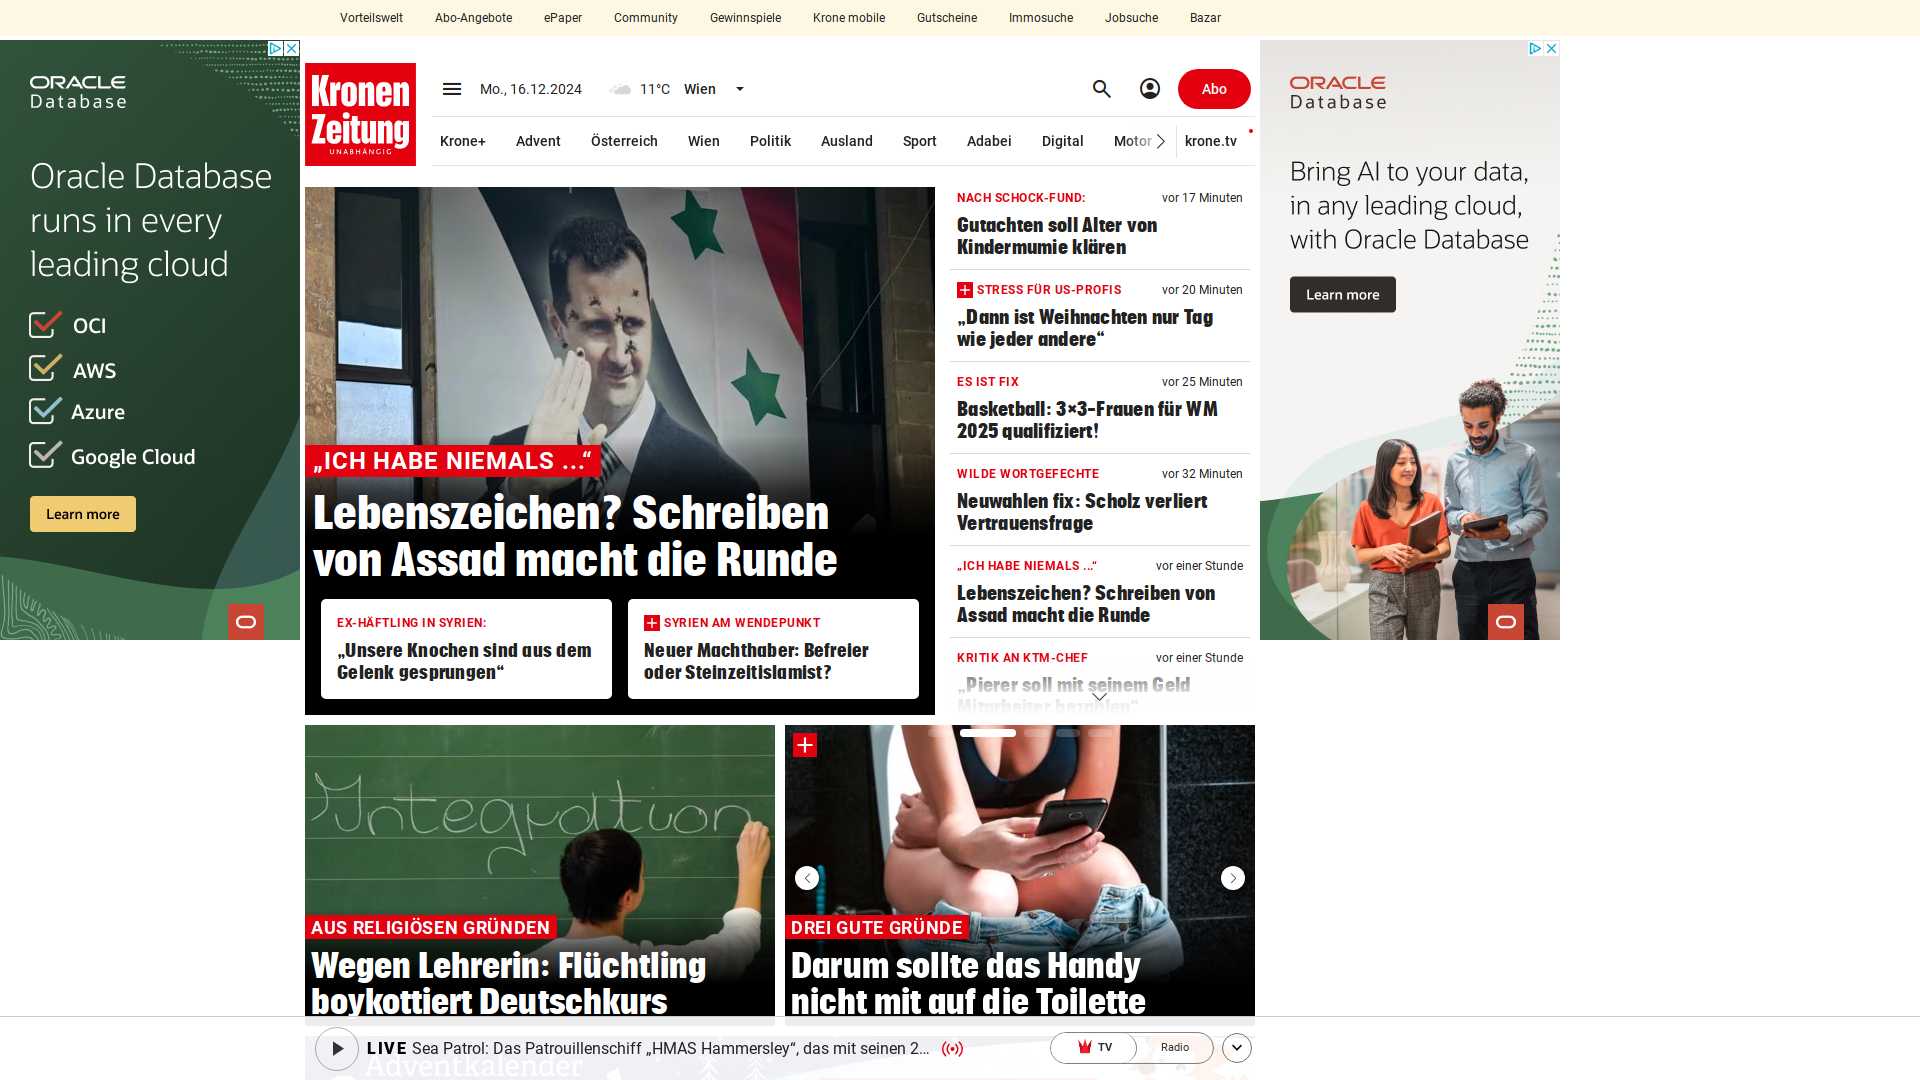 Vorteilswelt Abo-Angebote ePaper Community Gewinnspiele Krone mobile Gutscheine Immosuche Jobsuche Bazar
ORACLE
Database
Oracle Database
runs in every
leading cloud
OCI
AWS
Azure
Google Cloud
Learn more
Kronen
Zeitung
UNABHÄNGIG
Mo., 16.12.2024 11°C Wien
Abo
Krone+ Advent Österreich Wien Politik Ausland Sport Adabei Digital Motor krone.tv
„ICH HABE NIEMALS ...“
Lebenszeichen? Schreiben
von Assad macht die Runde
EX-HÄFTLING IN SYRIEN:
„Unsere Knochen sind aus dem
Gelenk gesprungen“
SYRIEN AM WENDEPUNKT
Neuer Machthaber: Befreier
oder Steinzeitislamist?
NACH SCHOCK-FUND: vor 17 Minuten
Gutachten soll Alter von
Kindermumie klären
STRESS FÜR US-PROFIS vor 20 Minuten
„Dann ist Weihnachten nur Tag
wie jeder andere“
ES IST FIX vor 25 Minuten
Basketball: 3×3-Frauen für WM
2025 qualifiziert!
WILDE WORTGEFECHTE vor 32 Minuten
Neuwahlen fix: Scholz verliert
Vertrauensfrage
„ICH HABE NIEMALS ...“ vor einer Stunde
Lebenszeichen? Schreiben von
Assad macht die Runde
KRITIK AN KTM-CHEF vor einer Stunde
„Pierer soll mit seinem Geld
Mitarbeiter bezahlen“
ORACLE
Database
Bring AI to your data,
in any leading cloud,
with Oracle Database
Learn more
Integration
AUS RELIGIÖSEN GRÜNDEN
Wegen Lehrerin: Flüchtling
boykottiert Deutschkurs
DREI GUTE GRÜNDE
Darum sollte das Handy
nicht mit auf die Toilette
LIVE Sea Patrol: Das Patrouillenschiff „HMAS Hammersley“, das mit seinen 2...
TV Radio
Adventkalender